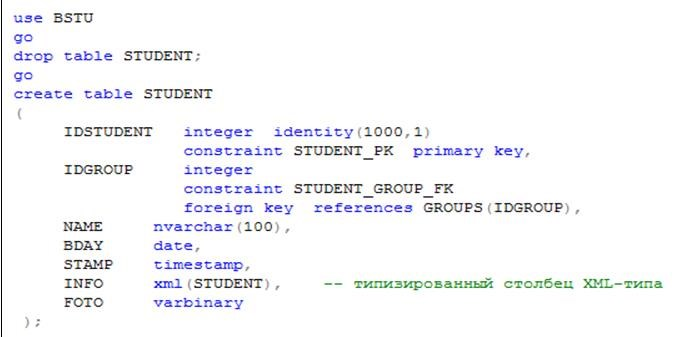 use BSTU
go
drop table STUDENT;
go
create table STUDENT
(
IDSTUDENT integer identity(1000,1)
constraint STUDENT_PK primary key,
IDGROUP integer
constraint STUDENT_GROUP_FK
foreign key references GROUPS(IDGROUP),
NAME nvarchar(100),
BDAY date,
STAMP timestamp,
INFO xml(STUDENT), -- типизированный столбец XML-типа
FOTO varbinary
);